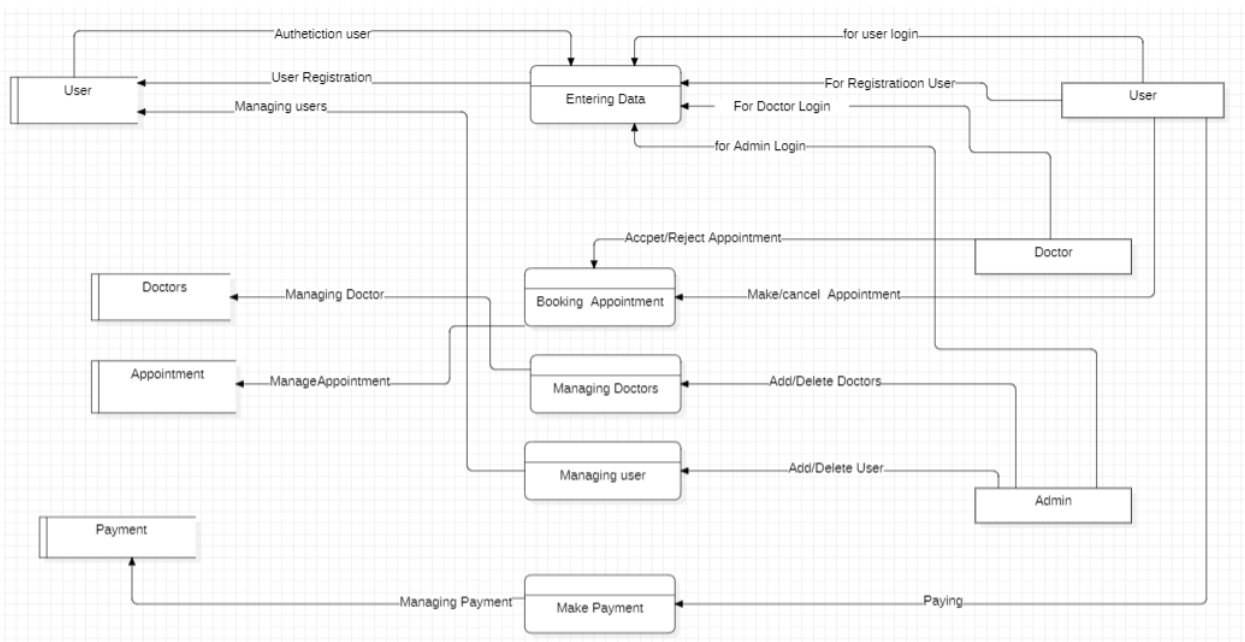 Authetiction user
for user login
User Registration
For Registratioon User
User
Entering Data
User
Managing users
For Doctor Login
for Admin Login
Accpet/Reject Appointment
Doctor
Doctors
Managing Doctor
Booking Appointment
Make/cancel Appointment
Appointment
ManageAppointment
Managing Doctors
Add/Delete Doctors
Managing user
Add/Delete User
Admin
Payment
Managing Payment
Make Payment
Paying